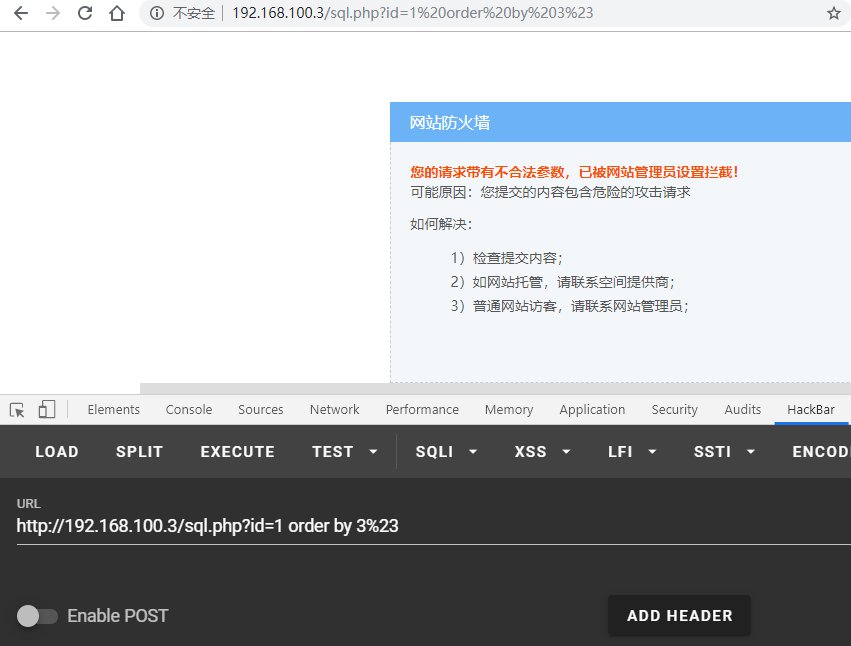 不安全 192.168.100.3/sql.php?id=1%20order%20by%203%23
网站防火墙
您的请求带有不合法参数，已被网站管理员设置拦截！
可能原因：您提交的内容包含危险的攻击请求
如何解决：
1）检查提交内容；
2）如网站托管，请联系空间提供商；
3）普通网站访客，请联系网站管理员；
Elements Console Sources Network Performance Memory Application Security Audits HackBar
LOAD SPLIT EXECUTE TEST SQLI XSS LFI SSTI ENCOD
URL
http://192.168.100.3/sql.php?id=1 order by 3%23
Enable POST ADD HEADER